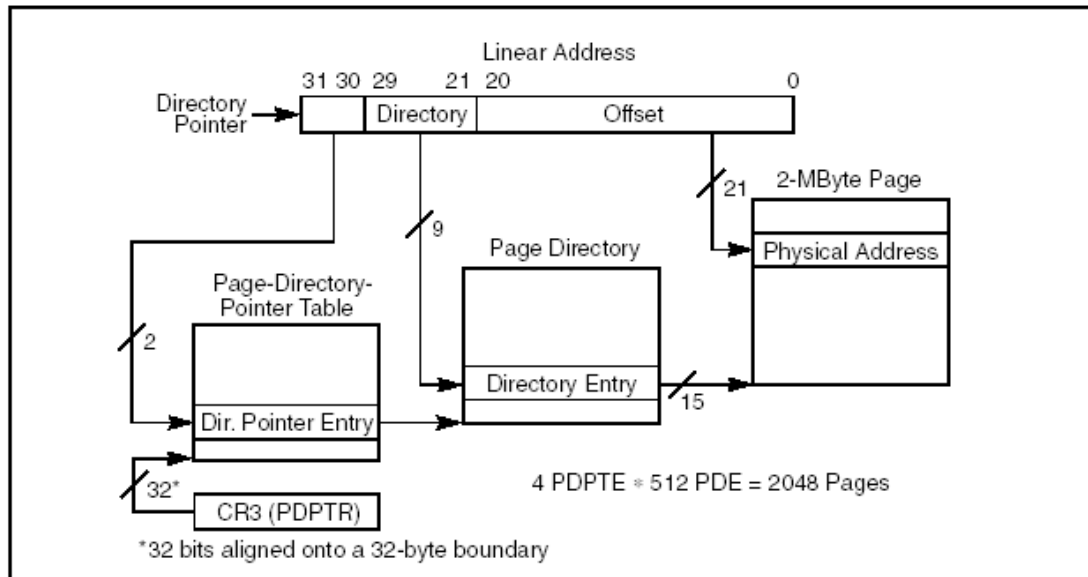 Linear Address
31 30 29 21 20 0
Directory Pointer
Directory
Offset
21
2-MByte Page
9
Page Directory
Physical Address
Page-Directory-
Pointer Table
2
Directory Entry
15
Dir. Pointer Entry
32*
4 PDPTE * 512 PDE = 2048 Pages
CR3 (PDPTR)
*32 bits aligned onto a 32-byte boundary